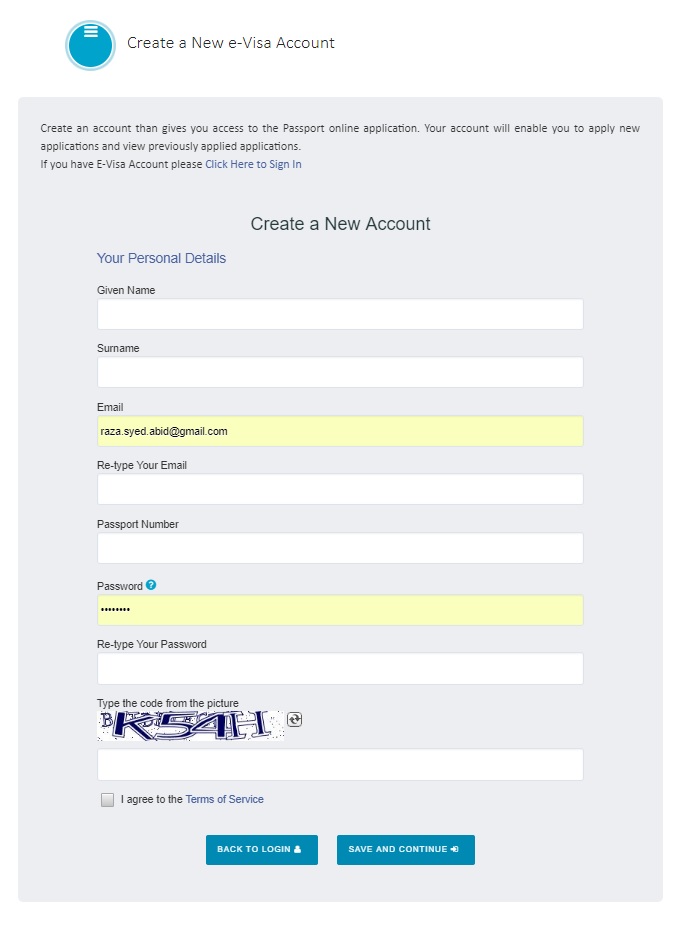 Create a New e-Visa Account
Create an account than gives you access to the Passport online application. Your account will enable you to apply new
applications and view previously applied applications.
If you have E-Visa Account please Click Here to Sign In
Create a New Account
Your Personal Details
Given Name
Surname
Email
raza.syed.abid@gmail.com
Re-type Your Email
Passport Number
Password ?
••••••••
Re-type Your Password
Type the code from the picture
K54H
I agree to the Terms of Service
BACK TO LOGIN
SAVE AND CONTINUE